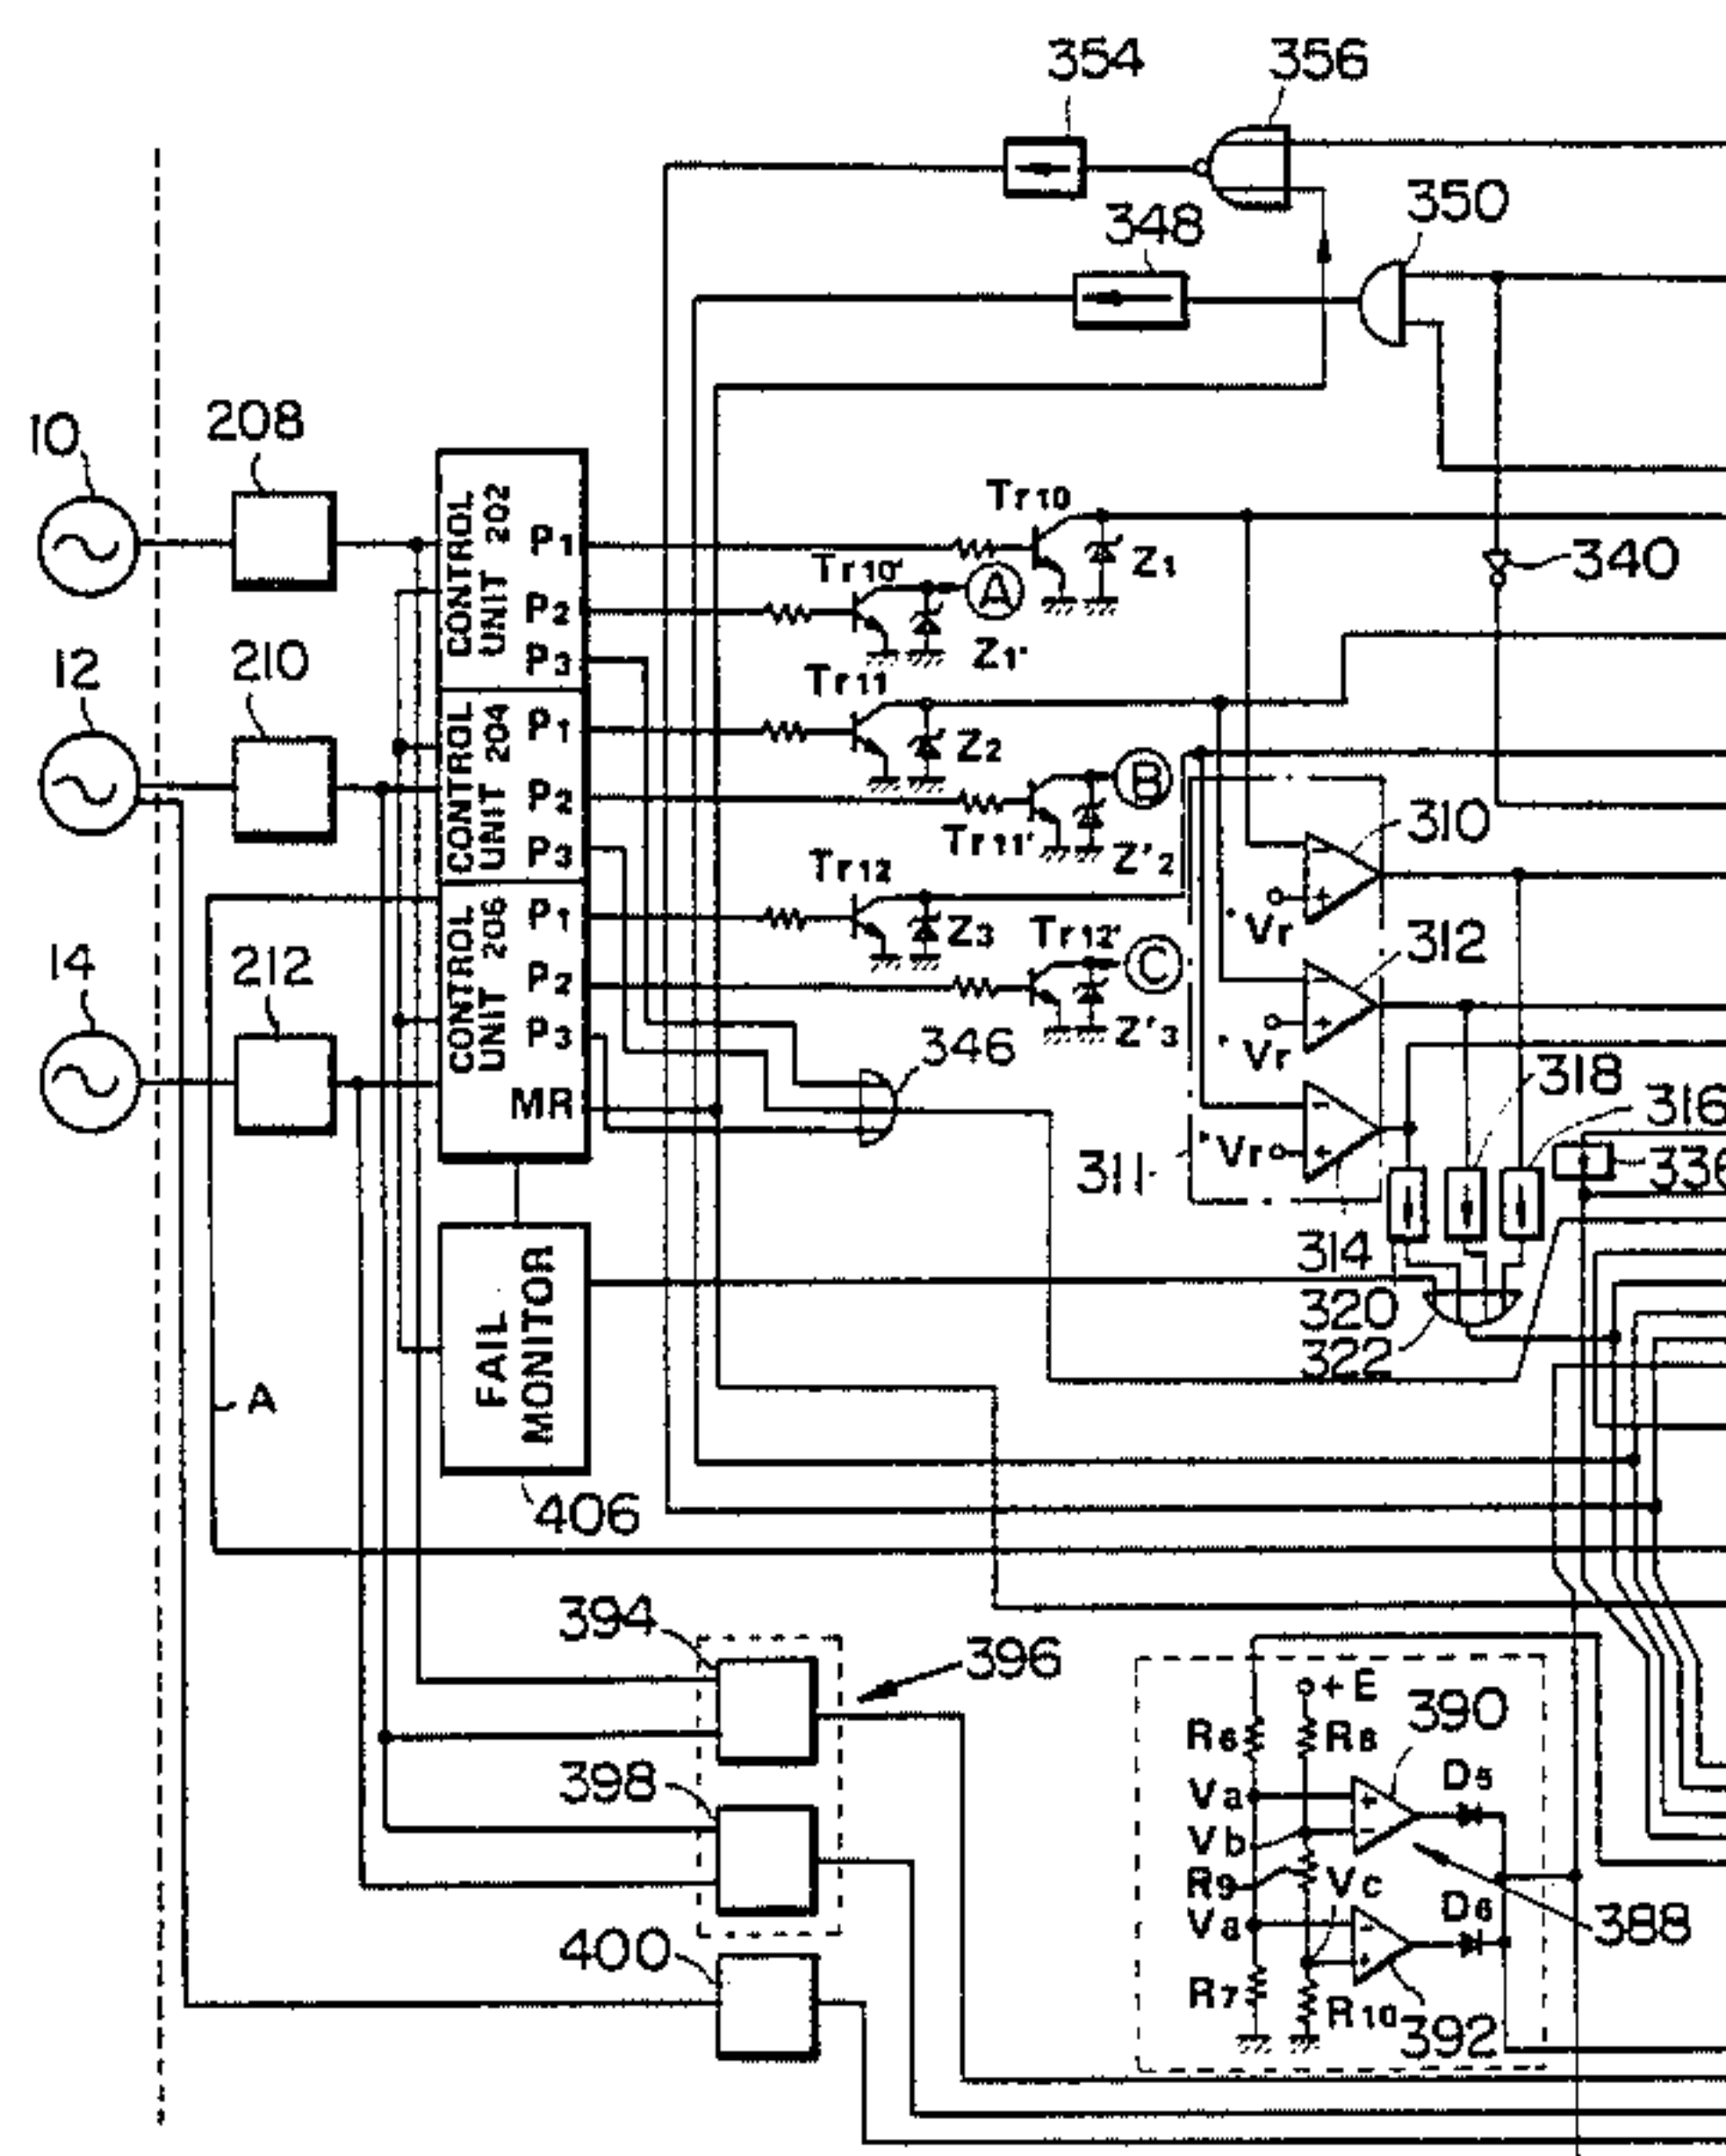 354
356
350
348
10
208
340
12
210
14
212
CONTROL UNIT 202
P1
P2
P3
CONTROL UNIT 204
P1
P2
P3
CONTROL UNIT 206
P1
P2
P3
MR
Tr10
Z1
Tr10'
A
Z1'
Tr11
Z2
B
Tr11'
Z'2
Tr12
Z3
Tr12'
C
Z'3
346
310
Vr
312
Vr
Vr
311
318
316
336
314
320
322
FAIL MONITOR
406
A
394
396
398
400
+E
R6
R8
390
D5
Va
Vb
R9
Vc
Va
D6
388
R7
R10
392